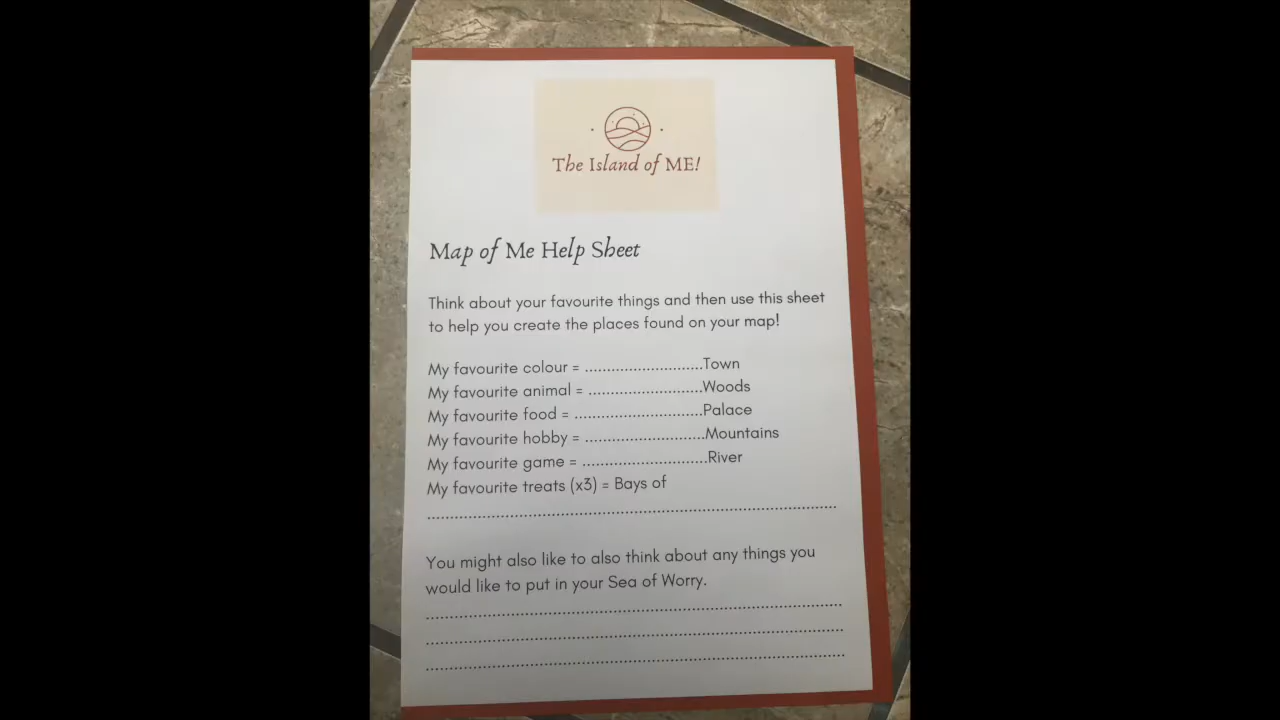 The Island of ME!
Map of Me Help Sheet
Think about your favourite things and then use this sheet
to help you create the places found on your map!
My favourite colour = ...........................Town
My favourite animal = ..........................Woods
My favourite food = .............................Palace
My favourite hobby = ...........................Mountains
My favourite game = ............................River
My favourite treats (x3) = Bays of
..............................................................................................
You might also like to also think about any things you
would like to put in your Sea of Worry.
................................................................................................
................................................................................................
................................................................................................